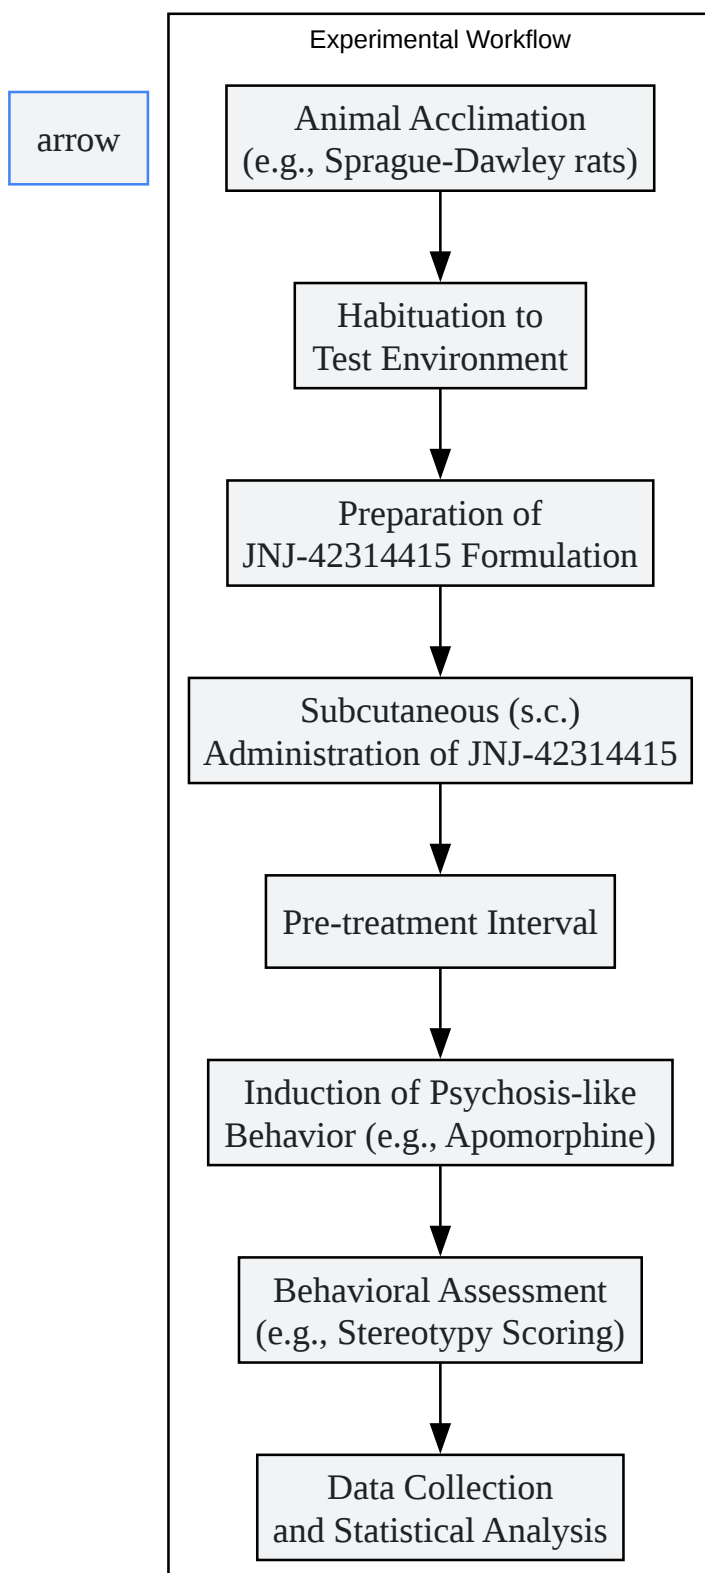 Experimental Workflow
arrow
Animal Acclimation
(e.g., Sprague-Dawley rats)
Habituation to
Test Environment
Preparation of
JNJ-42314415 Formulation
Subcutaneous (s.c.)
Administration of JNJ-42314415
Pre-treatment Interval
Induction of Psychosis-like
Behavior (e.g., Apomorphine)
Behavioral Assessment
(e.g., Stereotypy Scoring)
Data Collection
and Statistical Analysis